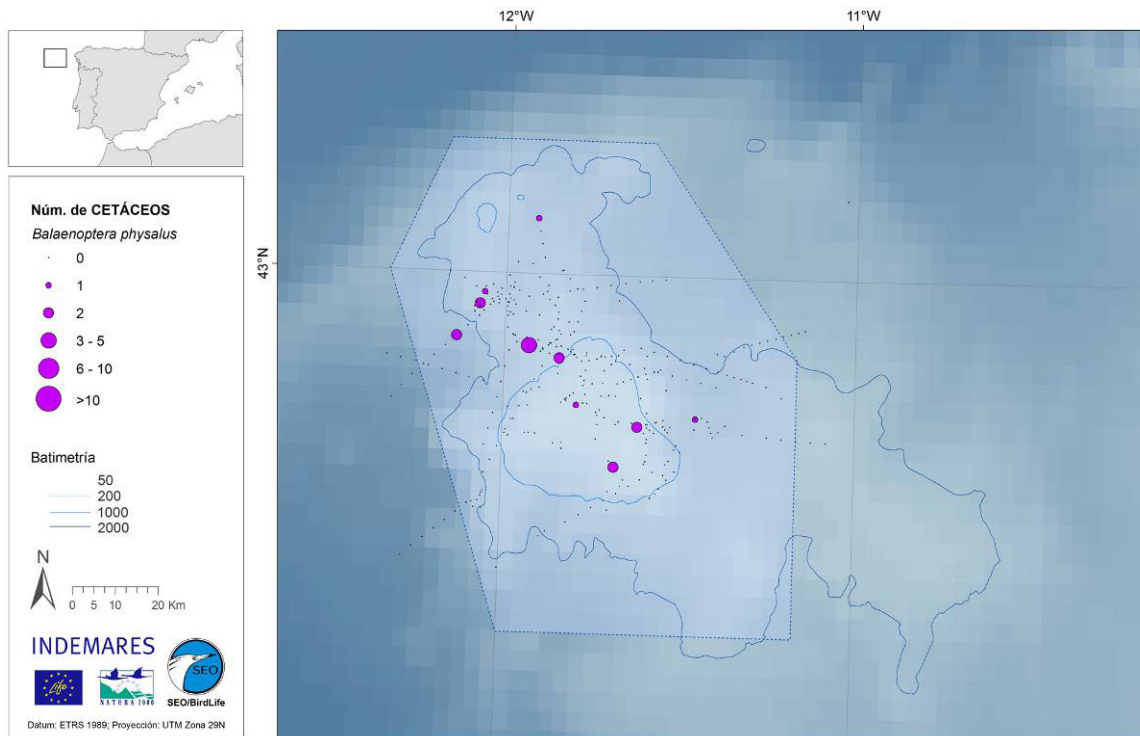 12°W
11°W
43°N
Núm. de CETÁCEOS
Balaenoptera physalus
0
1
2
3 - 5
6 - 10
>10
Batimetría
50
200
1000
2000
N
0 5 10 20 Km
INDEMARES
Life
NATURA 2000
SEO
SEO/BirdLife
Datum: ETRS 1989; Proyección: UTM Zona 29N